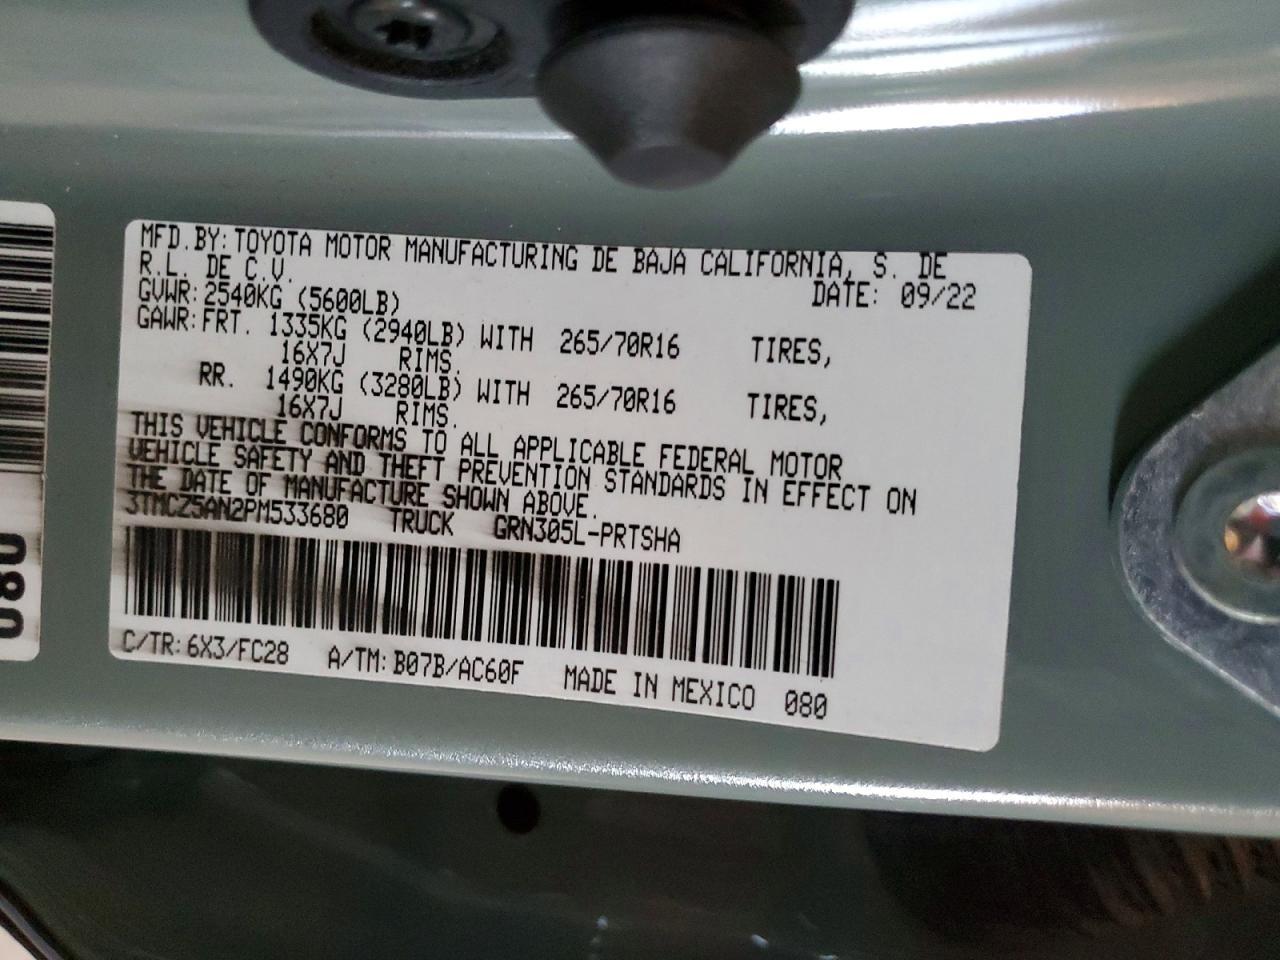 MFD. BY: TOYOTA MOTOR MANUFACTURING DE BAJA CALIFORNIA, S. DE
R.L. DE C.V.
DATE: 09/22
GVWR: 2540KG (5600LB)
GAWR: FRT. 1335KG (2940LB) WITH 265/70R16 TIRES,
16X7J RIMS.
RR. 1490KG (3280LB) WITH 265/70R16 TIRES,
16X7J RIMS.
THIS VEHICLE CONFORMS TO ALL APPLICABLE FEDERAL MOTOR
VEHICLE SAFETY AND THEFT PREVENTION STANDARDS IN EFFECT ON
THE DATE OF MANUFACTURE SHOWN ABOVE.
3TMCZ5AN2PM533680 TRUCK GRN305L-PRTSHA
C/TR: 6X3/FC28 A/TM: B07B/AC60F MADE IN MEXICO 080
080